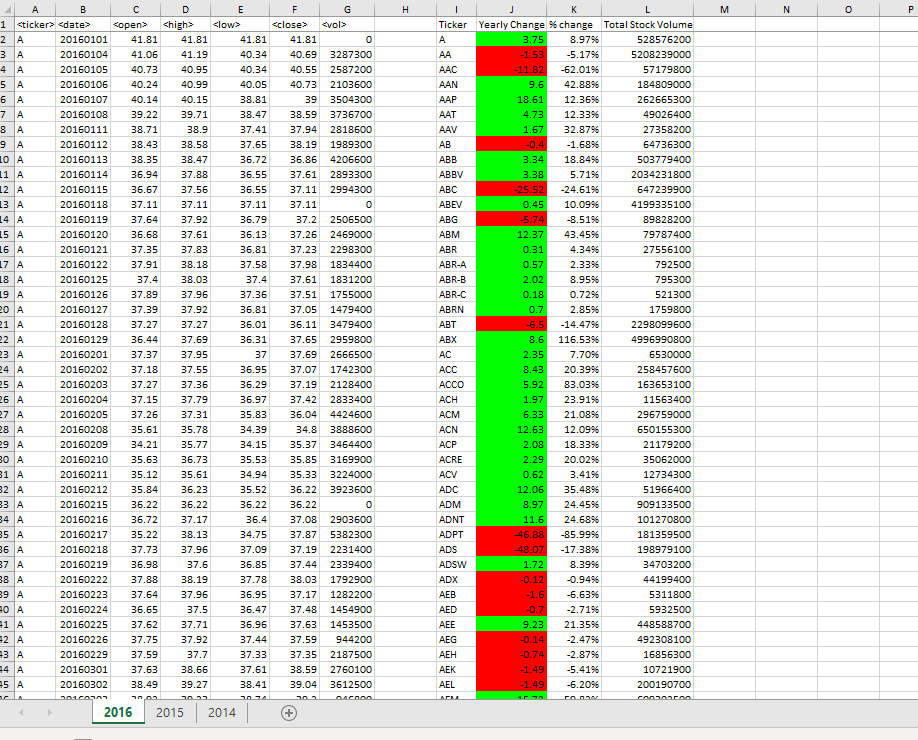 A B C D E F G H I J K L M N O P
1 <ticker> <date> <open> <high> <low> <close> <vol> Ticker Yearly Change % change Total Stock Volume
2 A 20160101 41.81 41.81 41.81 41.81 0 A 3.75 8.97% 528576200
3 A 20160104 41.06 41.19 40.34 40.69 3287300 AA -1.53 -5.17% 5208239000
4 A 20160105 40.73 40.95 40.34 40.55 2587200 AAC -11.82 -62.01% 57179800
5 A 20160106 40.24 40.99 40.05 40.73 2103600 AAN 9.6 42.88% 184809000
6 A 20160107 40.14 40.15 38.81 39 3504300 AAP 18.61 12.36% 262665300
7 A 20160108 39.22 39.71 38.47 38.59 3736700 AAT 4.73 12.33% 49026400
8 A 20160111 38.71 38.9 37.41 37.94 2818600 AAV 1.67 32.87% 27358200
9 A 20160112 38.43 38.58 37.65 38.19 1989300 AB -0.4 -1.68% 64736300
10 A 20160113 38.35 38.47 36.72 36.86 4206600 ABB 3.34 18.84% 503779400
11 A 20160114 36.94 37.88 36.55 37.61 2893300 ABBV 3.38 5.71% 2034231800
12 A 20160115 36.67 37.56 36.55 37.11 2994300 ABC -25.52 -24.61% 647239900
13 A 20160118 37.11 37.11 37.11 37.11 0 ABEV 0.45 10.09% 4199335100
14 A 20160119 37.64 37.92 36.79 37.2 2506500 ABG -5.74 -8.51% 89828200
15 A 20160120 36.68 37.61 36.13 37.26 2469000 ABM 12.37 43.45% 79787400
16 A 20160121 37.35 37.83 36.81 37.23 2298300 ABR 0.31 4.34% 27556100
17 A 20160122 37.91 38.18 37.58 37.98 1834400 ABR-A 0.57 2.33% 792500
18 A 20160125 37.4 38.03 37.4 37.61 1831200 ABR-B 2.02 8.95% 795300
19 A 20160126 37.89 37.96 37.36 37.51 1755000 ABR-C 0.18 0.72% 521300
20 A 20160127 37.39 37.92 36.81 37.05 1479400 ABRN 0.7 2.85% 1759800
21 A 20160128 37.27 37.27 36.01 36.11 3479400 ABT -6.5 -14.47% 2298099600
22 A 20160129 36.44 37.69 36.31 37.65 2959800 ABX 8.6 116.53% 4996990800
23 A 20160201 37.37 37.95 37 37.69 2666500 AC 2.35 7.70% 6530000
24 A 20160202 37.18 37.55 36.95 37.07 1742300 ACC 8.43 20.39% 258457600
25 A 20160203 37.27 37.36 36.29 37.19 2128400 ACCO 5.92 83.03% 163653100
26 A 20160204 37.15 37.79 36.97 37.42 2833400 ACH 1.97 23.91% 11563400
27 A 20160205 37.26 37.31 35.83 36.04 4424600 ACM 6.33 21.08% 296759000
28 A 20160208 35.61 35.78 34.39 34.8 3888600 ACN 12.63 12.09% 650155300
29 A 20160209 34.21 35.77 34.15 35.37 3464400 ACP 2.08 18.33% 21179200
30 A 20160210 35.63 36.73 35.53 35.85 3169900 ACRE 2.29 20.02% 35062000
31 A 20160211 35.12 35.61 34.94 35.33 3224000 ACV 0.62 3.41% 12734300
32 A 20160212 35.84 36.23 35.52 36.22 3923600 ADC 12.06 35.48% 51966400
33 A 20160215 36.22 36.22 36.22 36.22 0 ADM 8.97 24.45% 909133500
34 A 20160216 36.72 37.17 36.4 37.08 2903600 ADNT 11.6 24.68% 101270800
35 A 20160217 35.22 38.13 34.75 37.87 5382300 ADPT -46.88 -85.99% 181359500
36 A 20160218 37.73 37.96 37.09 37.19 2231400 ADS -48.07 -17.38% 198979100
37 A 20160219 36.98 37.6 36.85 37.44 2339400 ADSW 1.72 8.39% 34703200
38 A 20160222 37.88 38.19 37.78 38.03 1792900 ADX -0.12 -0.94% 44199400
39 A 20160223 37.64 37.96 36.95 37.17 1282200 AEB -1.6 -6.63% 5311800
40 A 20160224 36.65 37.5 36.47 37.48 1454900 AED -0.7 -2.71% 5932500
41 A 20160225 37.62 37.71 36.96 37.63 1453500 AEE 9.23 21.35% 448588700
42 A 20160226 37.75 37.92 37.44 37.59 944200 AEG -0.14 -2.47% 492308100
43 A 20160229 37.59 37.7 37.33 37.35 2187500 AEH -0.74 -2.87% 16856300
44 A 20160301 37.63 38.66 37.61 38.59 2760100 AEK -1.49 -5.41% 10721900
45 A 20160302 38.49 39.27 38.41 39.04 3612500 AEL -1.49 -6.20% 200190700
2016 2015 2014